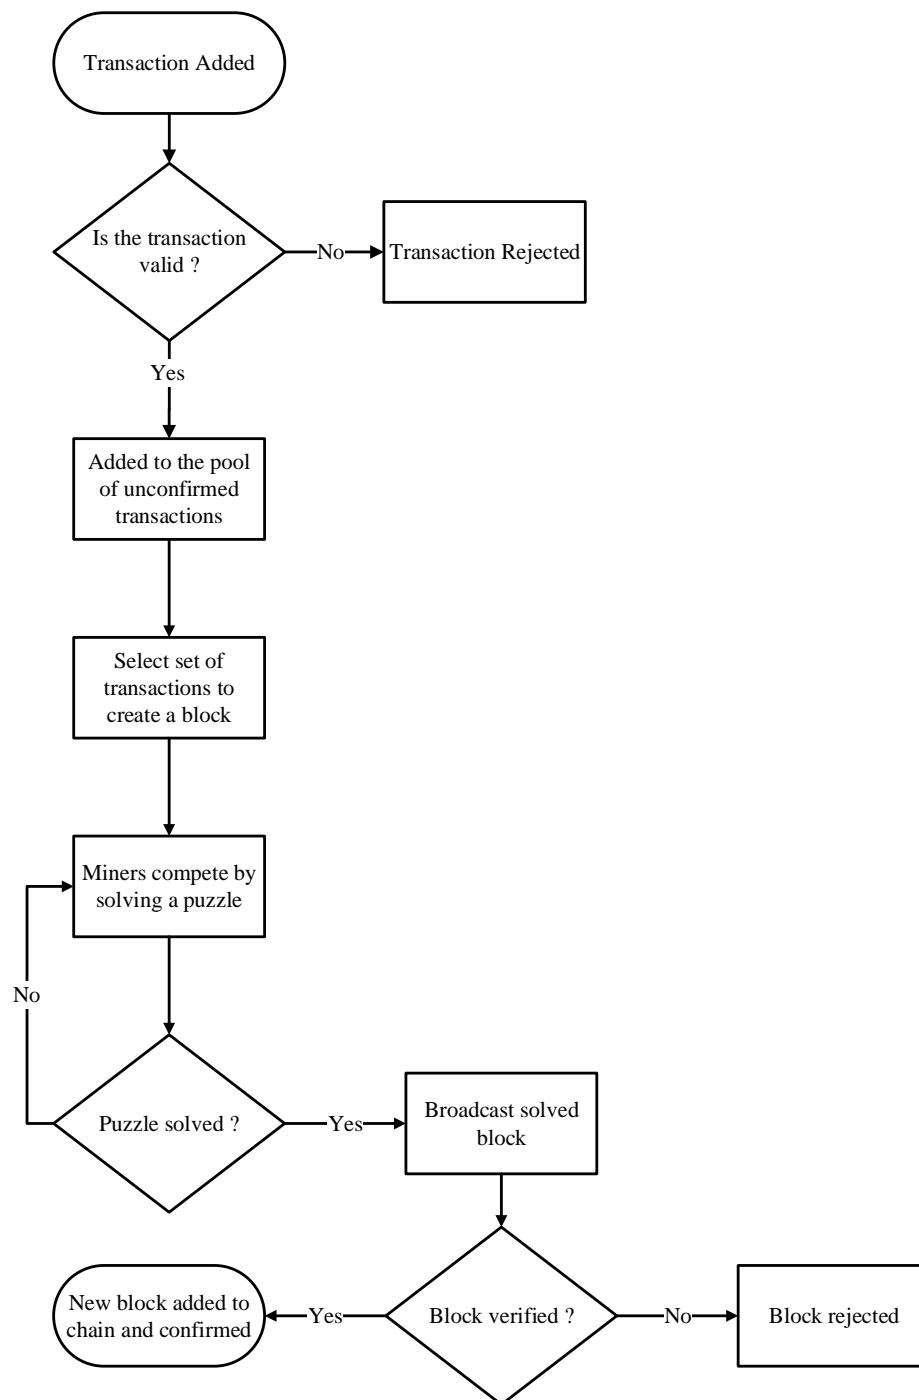 Transaction Added
Is the transaction
valid ?
No
Transaction Rejected
Yes
Added to the pool
of unconfirmed
transactions
Select set of
transactions to
create a block
Miners compete by
solving a puzzle
No
Puzzle solved ?
Yes
Broadcast solved
block
New block added to
chain and confirmed
Yes
Block verified ?
No
Block rejected